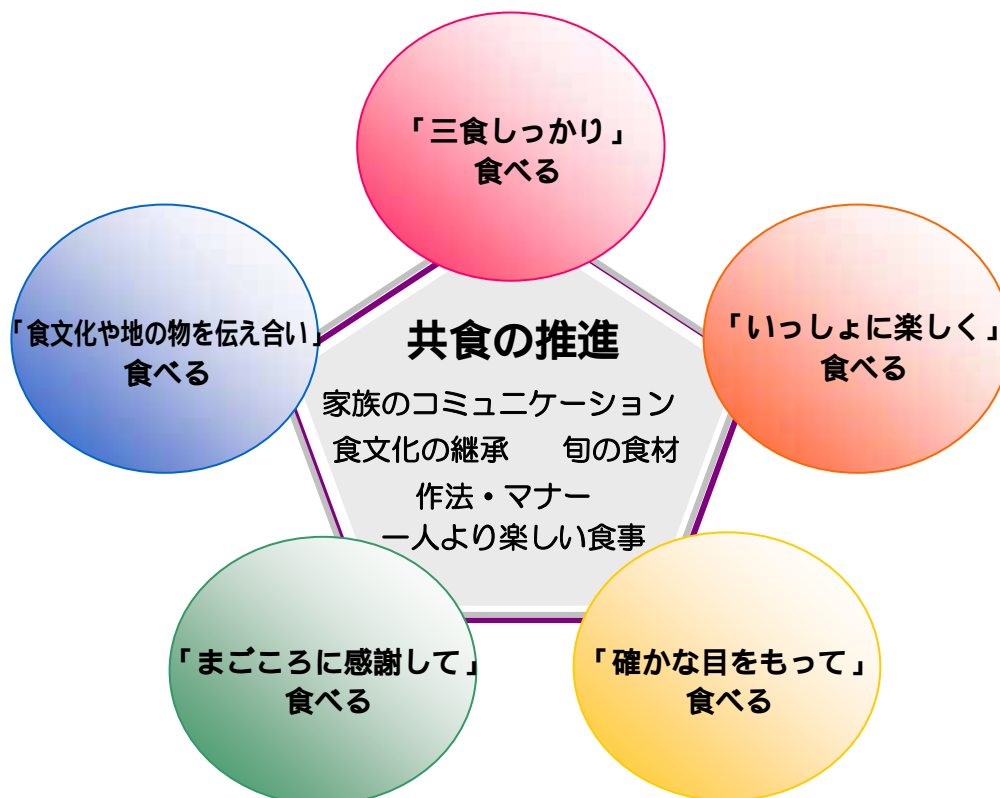 「三食しっかり」
食べる
「食文化や地の物を伝え合い」
食べる
「いっしょに楽しく」
食べる
共食の推進
家族のコミュニケーション
食文化の継承　　旬の食材
作法・マナー
一人より楽しい食事
「まごころに感謝して」
食べる
「確かな目をもって」
食べる